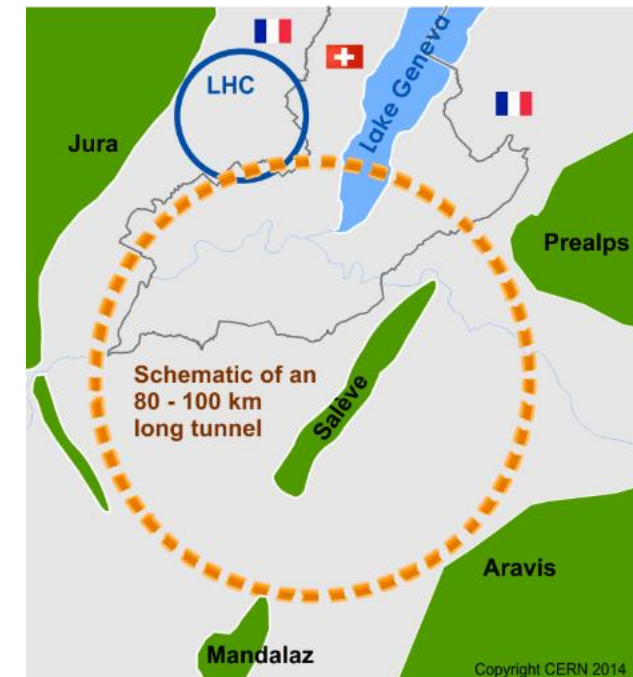 LHC
Lake Geneva
Jura
Prealps
Schematic of an
80 - 100 km
long tunnel
Salève
Aravis
Mandalaz
Copyright CERN 2014